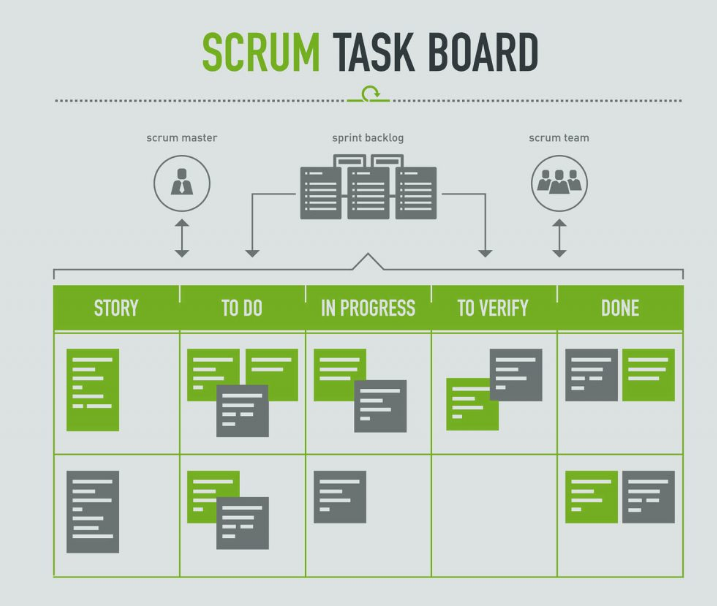 SCRUM TASK BOARD
scrum master
sprint backlog
scrum team
STORY
TO DO
IN PROGRESS
TO VERIFY
DONE